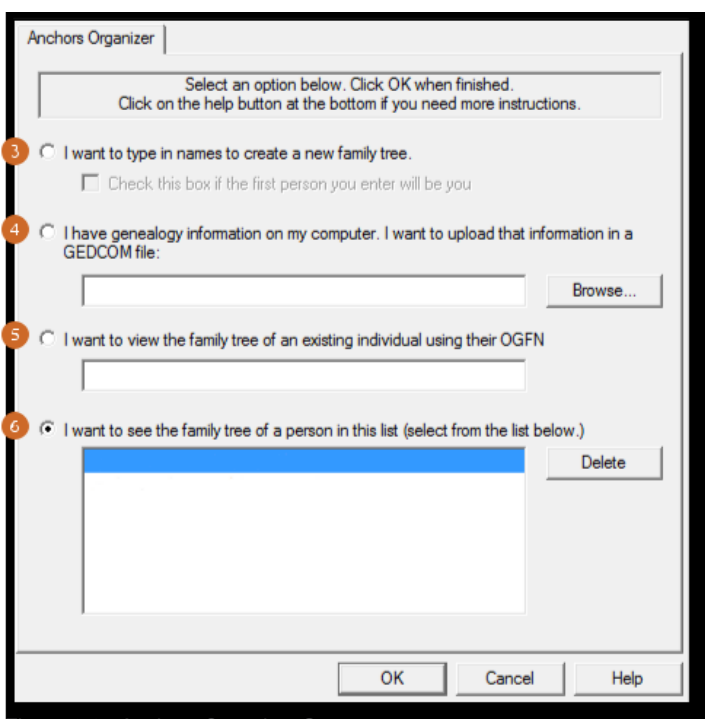 Anchors Organizer
Select an option below. Click OK when finished.
Click on the help button at the bottom if you need more instructions.
3 I want to type in names to create a new family tree.
Check this box if the first person you enter will be you
4 I have genealogy information on my computer. I want to upload that information in a
GEDCOM file:
Browse...
5 I want to view the family tree of an existing individual using their OGFN
6 I want to see the family tree of a person in this list (select from the list below.)
Delete
OK Cancel Help